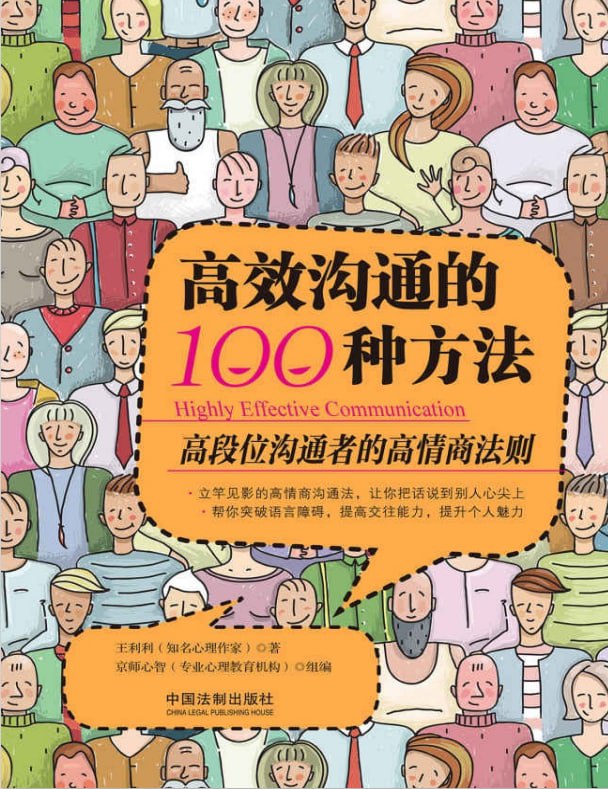 高效沟通的
100种方法
Highly Effective Communication
高段位沟通者的高情商法则
·立竿见影的高情商沟通法，让你把话说到别人心尖上
·帮你突破语言障碍，提高交往能力，提升个人魅力
王利利（知名心理作家）◎著
京师心智（专业心理教育机构）◎组编
中国法制出版社
CHINA LEGAL PUBLISHING HOUSE